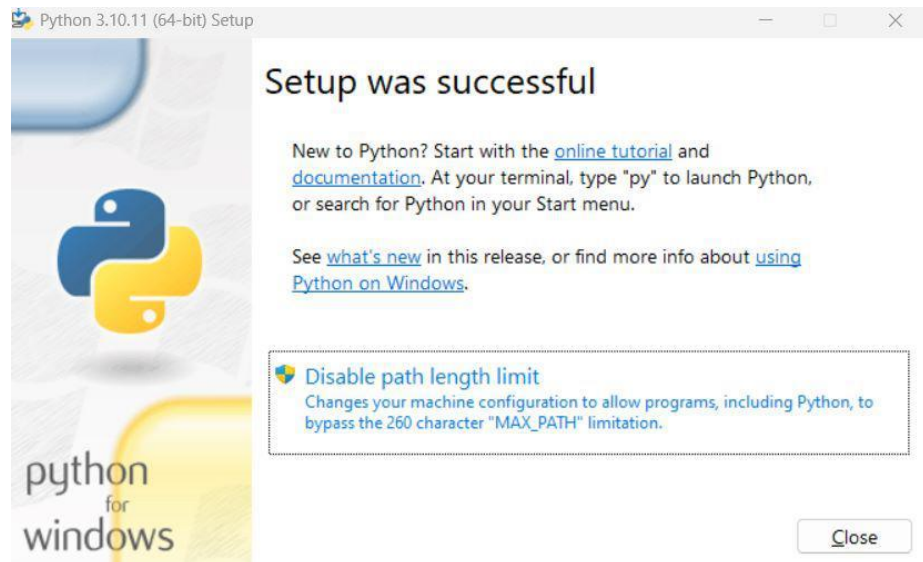 Python 3.10.11 (64-bit) Setup
Setup was successful
New to Python? Start with the online tutorial and
documentation. At your terminal, type "py" to launch Python,
or search for Python in your Start menu.
See what's new in this release, or find more info about using
Python on Windows.
Disable path length limit
Changes your machine configuration to allow programs, including Python, to
bypass the 260 character "MAX_PATH" limitation.
python
for
windows
Close